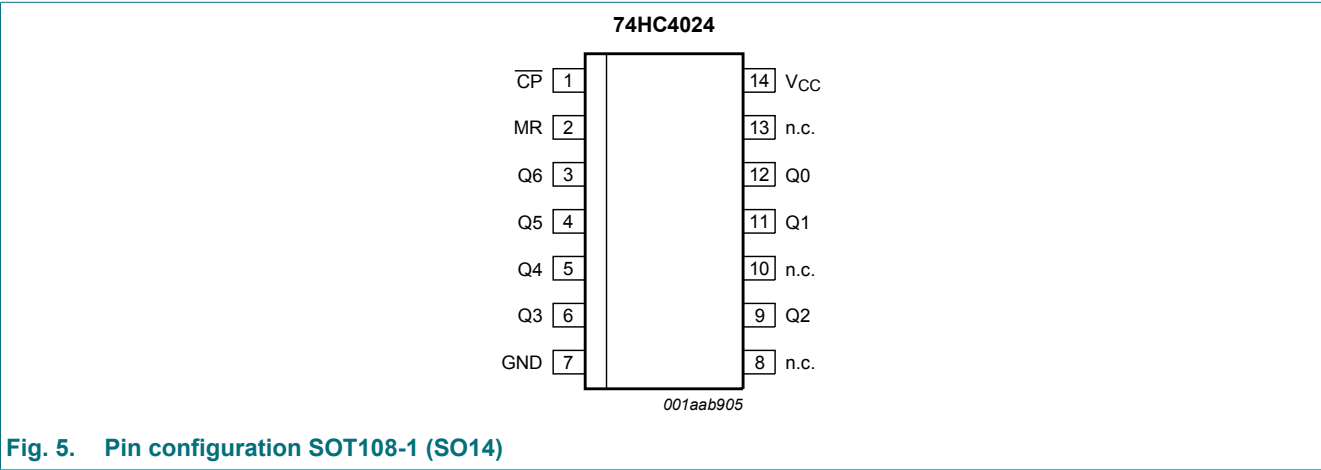 74HC4024
C̅P̅ 1 14 VCC
MR 2 13 n.c.
Q6 3 12 Q0
Q5 4 11 Q1
Q4 5 10 n.c.
Q3 6 9 Q2
GND 7 8 n.c.
001aab905
Fig. 5. Pin configuration SOT108-1 (SO14)